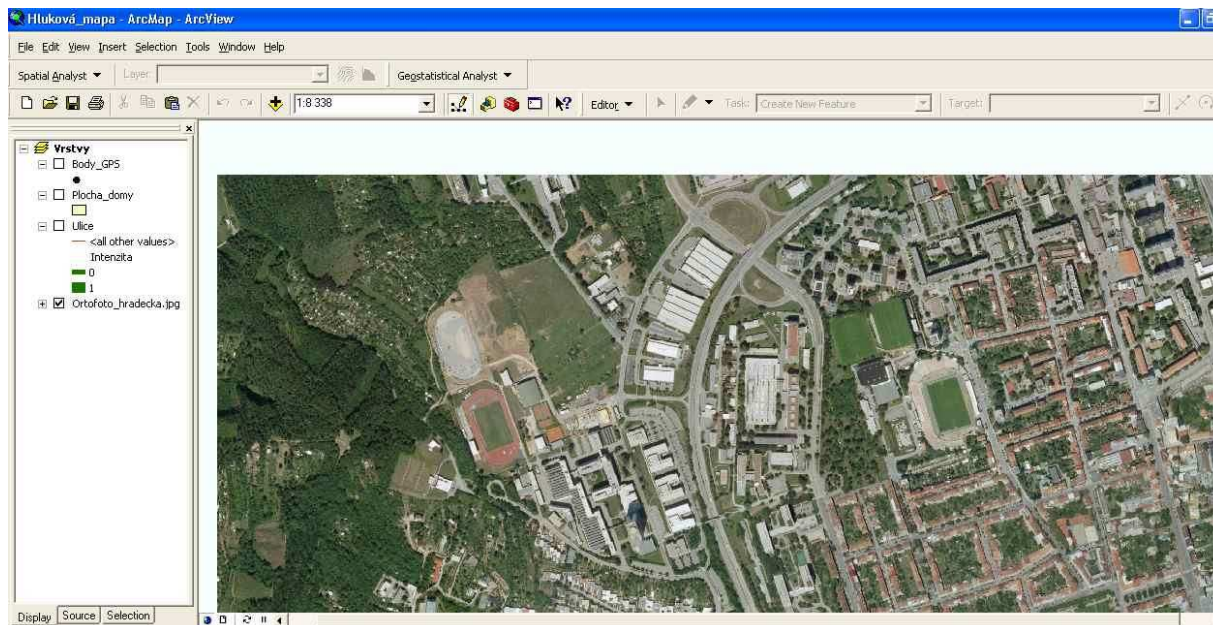 Hluková_mapa - ArcMap - ArcView
File Edit View Insert Selection Tools Window Help
Spatial Analyst Layer: Geostatistical Analyst
1:8 338 Editor Task: Create New Feature Target:
Vrstvy
Body_GPS
Plocha_domy
Ulice
<all other values>
Intenzita
0
1
Ortofoto_hradecka.jpg
Display Source Selection